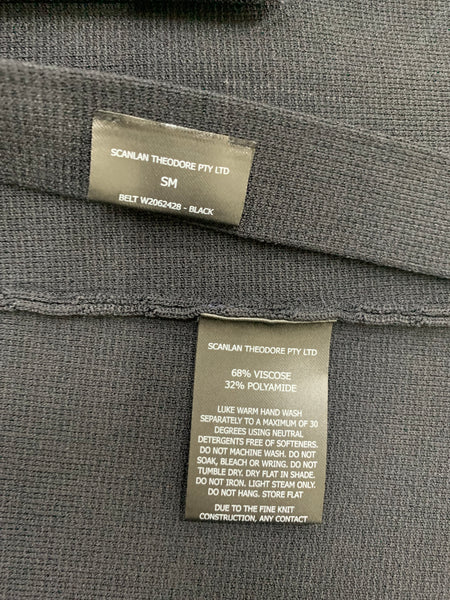 SCANLAN THEODORE PTY LTD
SM
BELT W2062428 - BLACK
SCANLAN THEODORE PTY LTD
68% VISCOSE
32% POLYAMIDE
LUKE WARM HAND WASH
SEPARATELY TO A MAXIMUM OF 30
DEGREES USING NEUTRAL
DETERGENTS FREE OF SOFTENERS.
DO NOT MACHINE WASH. DO NOT
SOAK, BLEACH OR WRING. DO NOT
TUMBLE DRY. DRY FLAT IN SHADE.
DO NOT IRON. LIGHT STEAM ONLY.
DO NOT HANG. STORE FLAT
DUE TO THE FINE KNIT
CONSTRUCTION, ANY CONTACT